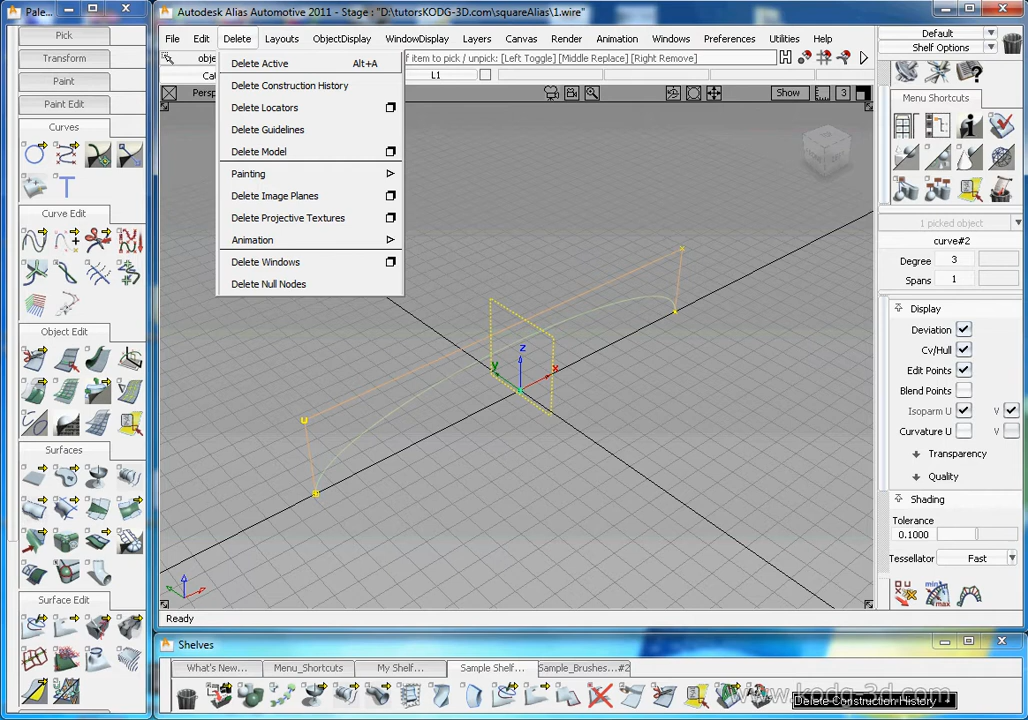 Pale...
Autodesk Alias Automotive 2011 - Stage : "D:\tutorsKODG-3D.com\squareAlias\1.wire"
File Edit Delete Layouts ObjectDisplay WindowDisplay Layers Canvas Render Animation Windows Preferences Utilities Help
Pick
Transform
Paint
Paint Edit
Curves
Curve Edit
Object Edit
Surfaces
Surface Edit
obje
If item to pick / unpick: [Left Toggle] [Middle Replace] [Right Remove]
Cal
L1
Persp
Show
3
Delete Active Alt+A
Delete Construction History
Delete Locators
Delete Guidelines
Delete Model
Painting
Delete Image Planes
Delete Projective Textures
Animation
Delete Windows
Delete Null Nodes
z
y
x
U
Ready
Default
Shelf Options
Menu Shortcuts
1 picked object
curve#2
Degree 3
Spans 1
Display
Deviation
Cv/Hull
Edit Points
Blend Points
Isoparm U V
Curvature U V
Transparency
Quality
Shading
Tolerance
0.1000
Tessellator Fast
min
max
Shelves
What's New... Menu_Shortcuts My Shelf... Sample Shelf... Sample_Brushes...#2
www.kodg-3d.com
Delete Construction History